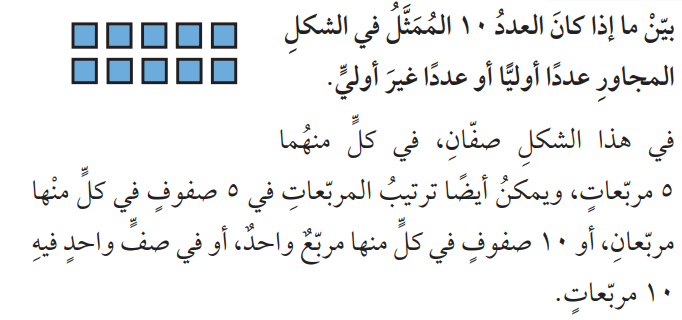 بيّنْ ما إذا كانَ العددُ ١٠ المُمَثَّلُ في الشكلِ
المجاورِ عددًا أوليًّا أو عددًا غيرَ أوليٍّ.
في هذا الشكلِ صفّانِ، في كلٍّ منهُما
٥ مربّعاتٍ، ويمكنُ أيضًا ترتيبُ المربّعاتِ في ٥ صفوفٍ في كلٍّ منْها
مربّعانِ، أو ١٠ صفوفٍ في كلٍّ منها مربّعٌ واحدٌ، أو في صفٍّ واحدٍ فيهِ
١٠ مربّعاتٍ.